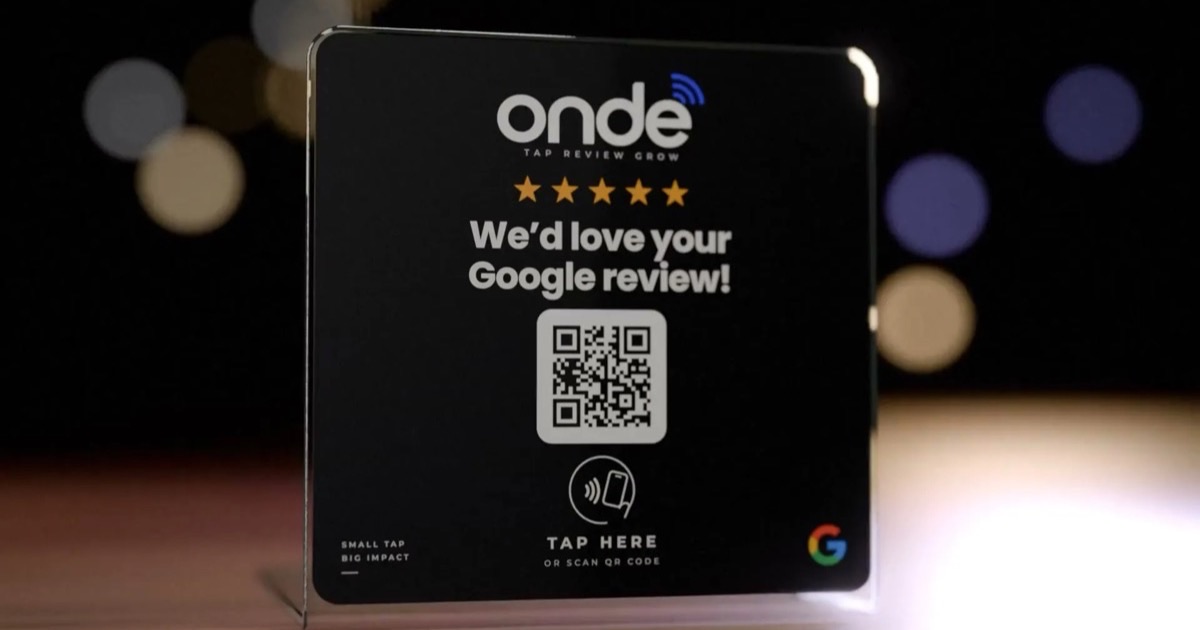 onde
TAP REVIEW GROW
We'd love your
Google review!
TAP HERE
OR SCAN QR CODE
SMALL TAP
BIG IMPACT
G